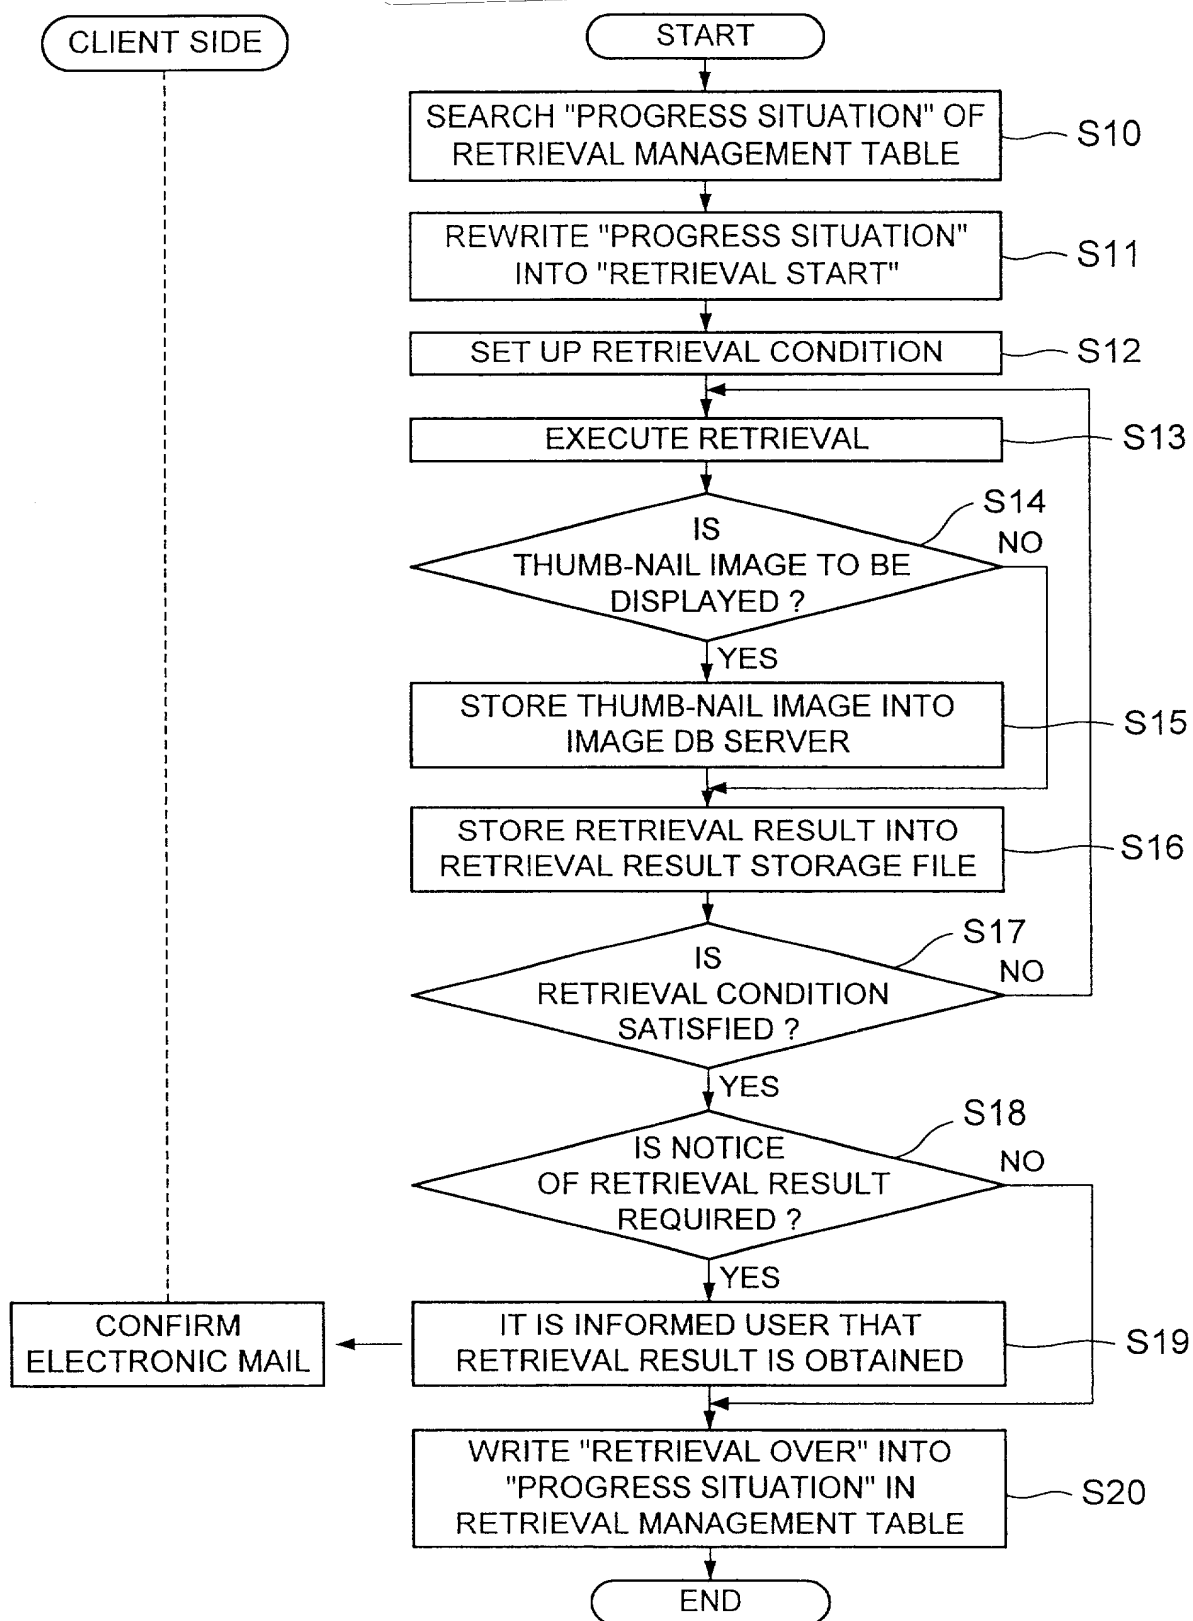 CLIENT SIDE
START
SEARCH "PROGRESS SITUATION" OF
RETRIEVAL MANAGEMENT TABLE
S10
REWRITE "PROGRESS SITUATION"
INTO "RETRIEVAL START"
S11
SET UP RETRIEVAL CONDITION
S12
EXECUTE RETRIEVAL
S13
S14
IS
THUMB-NAIL IMAGE TO BE
DISPLAYED ?
NO
YES
STORE THUMB-NAIL IMAGE INTO
IMAGE DB SERVER
S15
STORE RETRIEVAL RESULT INTO
RETRIEVAL RESULT STORAGE FILE
S16
S17
IS
RETRIEVAL CONDITION
SATISFIED ?
NO
YES
S18
IS NOTICE
OF RETRIEVAL RESULT
REQUIRED ?
NO
YES
CONFIRM
ELECTRONIC MAIL
IT IS INFORMED USER THAT
RETRIEVAL RESULT IS OBTAINED
S19
WRITE "RETRIEVAL OVER" INTO
"PROGRESS SITUATION" IN
RETRIEVAL MANAGEMENT TABLE
S20
END